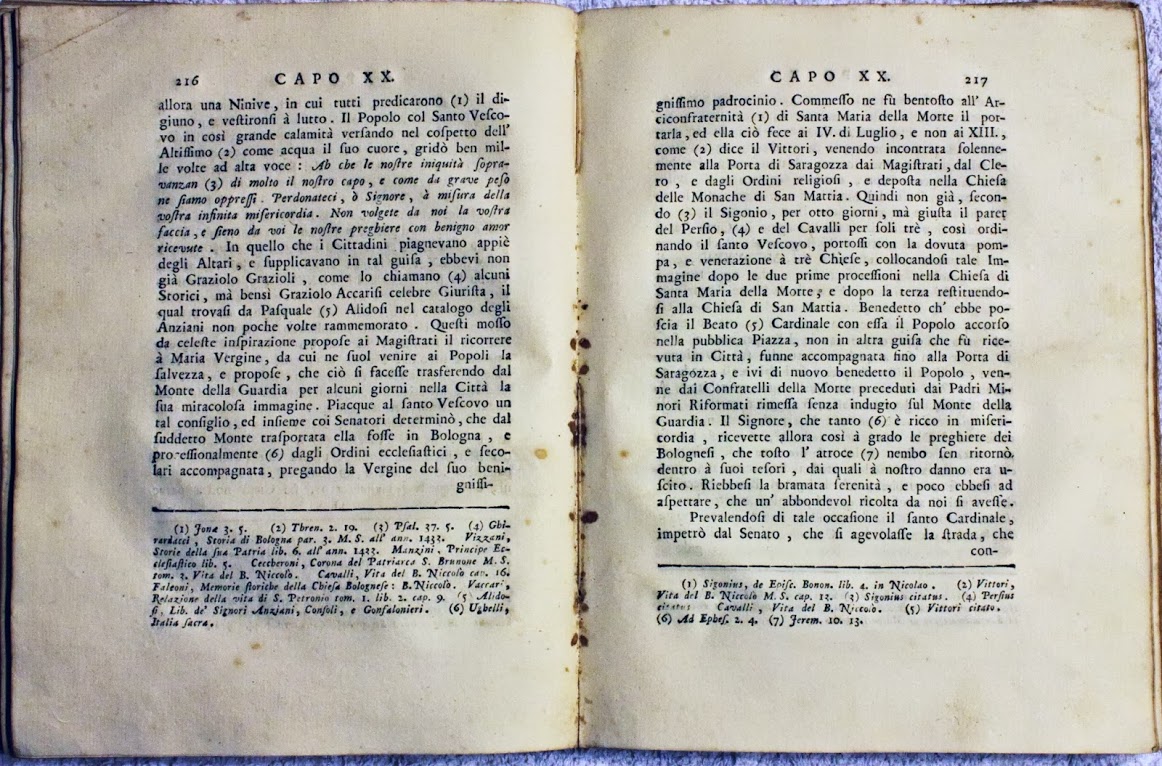 216 CAPO XX.
allora una Ninive, in cui tutti predicarono (1) il di-
giuno, e vestironsi à lutto. Il Popolo col Santo Vesco-
vo in così grande calamità versando nel cospetto dell'
Altissimo (2) come acqua il suo cuore, gridò ben mil-
le volte ad alta voce: Ah che le nostre iniquità sopra-
vanzan (3) di molto il nostro capo, e come da grave peso
ne siamo oppressi. Perdonateci, ò Signore, à misura della
vostra infinita misericordia. Non volgete da noi la vostra
faccia, e sieno da voi le nostre preghiere con benigno amor
ricevute. In quello che i Cittadini piagnevano appiè
degli Altari, e supplicavano in tal guisa, ebbevi non
già Graziolo Grazioli, come lo chiamano (4) alcuni
Storici, mà bensì Graziolo Accarisi celebre Giurista, il
qual trovasi da Pasquale (5) Alidosi nel catalogo degli
Anziani non poche volte rammemorato. Questi mosso
da celeste inspirazione propose ai Magistrati il ricorrere
à Maria Vergine, da cui ne suol venire ai Popoli la
salvezza, e propose, che ciò si facesse trasferendo dal
Monte della Guardia per alcuni giorni nella Città la
sua miracolosa immagine. Piacque al santo Vescovo un
tal consiglio, ed insieme coi Senatori determinò, che dal
suddetto Monte trasportata ella fosse in Bologna, e
processionalmente (6) dagli Ordini ecclesiastici, e seco-
lari accompagnata, pregando la Vergine del suo beni-
gnissi-
(1) Jonæ 3. 5. (2) Thren. 2. 19. (3) Psal. 37. 5. (4) Ghi-
rardacci, Storia di Bologna par. 3. M. S. all' ann. 1433. Vizzani,
Storie della sua Patria lib. 6. all' ann. 1433. Manzini, Principe Ec-
clesiastico lib. 5. Ceccheroni, Corona del Patriarca S. Brunone M. S.
tom. 2. Vita del B. Niccolo. Cavalli, Vita del B. Niccolo cap. 16.
Faleoni, Memorie storiche della Chiesa Bolognese: B. Niccolo. Vaccari,
Relazione della vita di S. Petronio tom. 1. lib. 2. cap. 9. (5) Alido-
si, Lib. de' Signori Anziani, Consoli, e Gonfalonieri. (6) Ughelli,
Italia sacra.
CAPO XX. 217
gnissimo padrocinio. Commesso ne fù bentosto all' Ar-
ciconfraternità (1) di Santa Maria della Morte il por-
tarla, ed ella ciò fece ai IV. di Luglio, e non ai XIII.,
come (2) dice il Vittori, venendo incontrata solenne-
mente alla Porta di Saragozza dai Magistrati, dal Cle-
ro, e dagli Ordini religiosi, e deposta nella Chiesa
delle Monache di San Mattia. Quindi non già, secon-
do (3) il Sigonio, per otto giorni, mà giusta il parer
del Persio, (4) e del Cavalli per soli trè, così ordi-
nando il santo Vescovo, portossi con la dovuta pom-
pa, e venerazione à trè Chiese, collocandosi tale Im-
magine dopo le due prime processioni nella Chiesa di
Santa Maria della Morte, e dopo la terza restituendo-
si alla Chiesa di San Mattia. Benedetto ch' ebbe po-
scia il Beato (5) Cardinale con essa il Popolo accorso
nella pubblica Piazza, non in altra guisa che fù rice-
vuta in Città, funne accompagnata sino alla Porta di
Saragozza, e ivi di nuovo benedetto il Popolo, ven-
ne dai Confratelli della Morte preceduti dai Padri Mi-
nori Riformati rimessa senza indugio sul Monte della
Guardia. Il Signore, che tanto (6) è ricco in miseri-
cordia, ricevette allora così à grado le preghiere dei
Bolognesi, che tosto l' atroce (7) nembo sen ritornò
dentro à suoi tesori, dai quali à nostro danno era u-
scito. Riebbesi la bramata serenità, e poco ebbesi ad
aspettare, che un' abbondevol ricolta da noi si avesse.
Prevalendosi di tale occasione il santo Cardinale,
impetrò dal Senato, che si agevolasse la strada, che
con-
(1) Sigonius, de Episc. Bonon. lib. 4. in Nicolao. (2) Vittori,
Vita del B. Niccolo M. S. cap. 12. (3) Sigonius citatus. (4) Persius
citatus Cavalli, Vita del B. Niccolo. (5) Vittori citato.
(6) Ad Ephes. 2. 4. (7) Jerem. 10. 13.